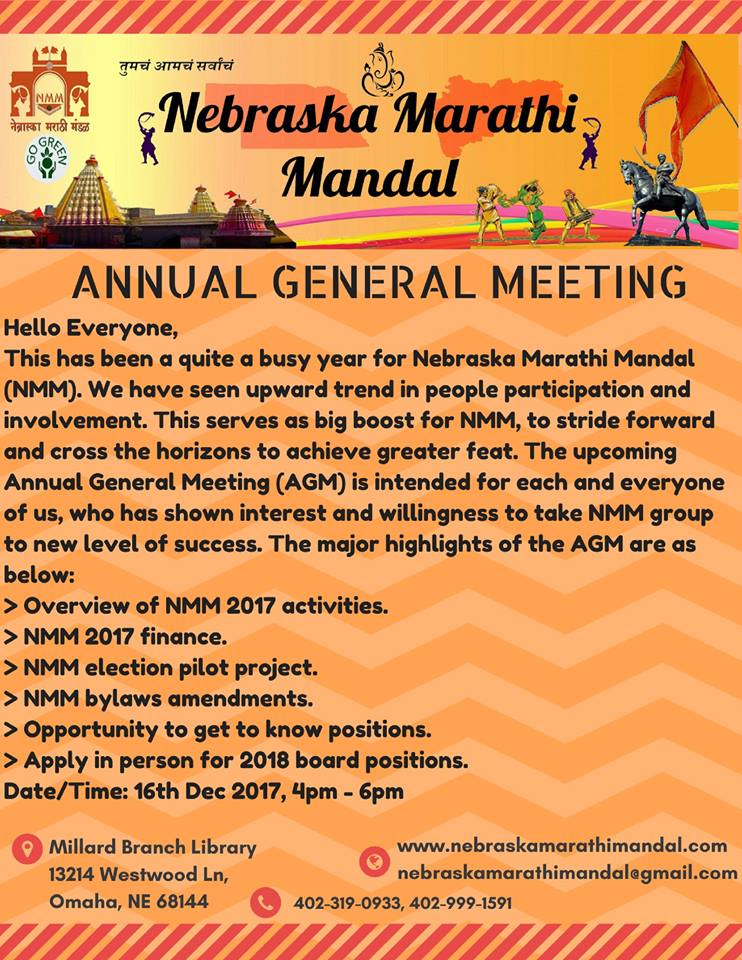 तुमचं आमचं सर्वांचं
NMM
नेब्रास्का मराठी मंडळ
GO GREEN
Nebraska Marathi
Mandal
ANNUAL GENERAL MEETING
Hello Everyone,
This has been a quite a busy year for Nebraska Marathi Mandal
(NMM). We have seen upward trend in people participation and
involvement. This serves as big boost for NMM, to stride forward
and cross the horizons to achieve greater feat. The upcoming
Annual General Meeting (AGM) is intended for each and everyone
of us, who has shown interest and willingness to take NMM group
to new level of success. The major highlights of the AGM are as
below:
> Overview of NMM 2017 activities.
> NMM 2017 finance.
> NMM election pilot project.
> NMM bylaws amendments.
> Opportunity to get to know positions.
> Apply in person for 2018 board positions.
Date/Time: 16th Dec 2017, 4pm - 6pm
Millard Branch Library
13214 Westwood Ln,
Omaha, NE 68144
www.nebraskamarathimandal.com
nebraskamarathimandal@gmail.com
402-319-0933, 402-999-1591